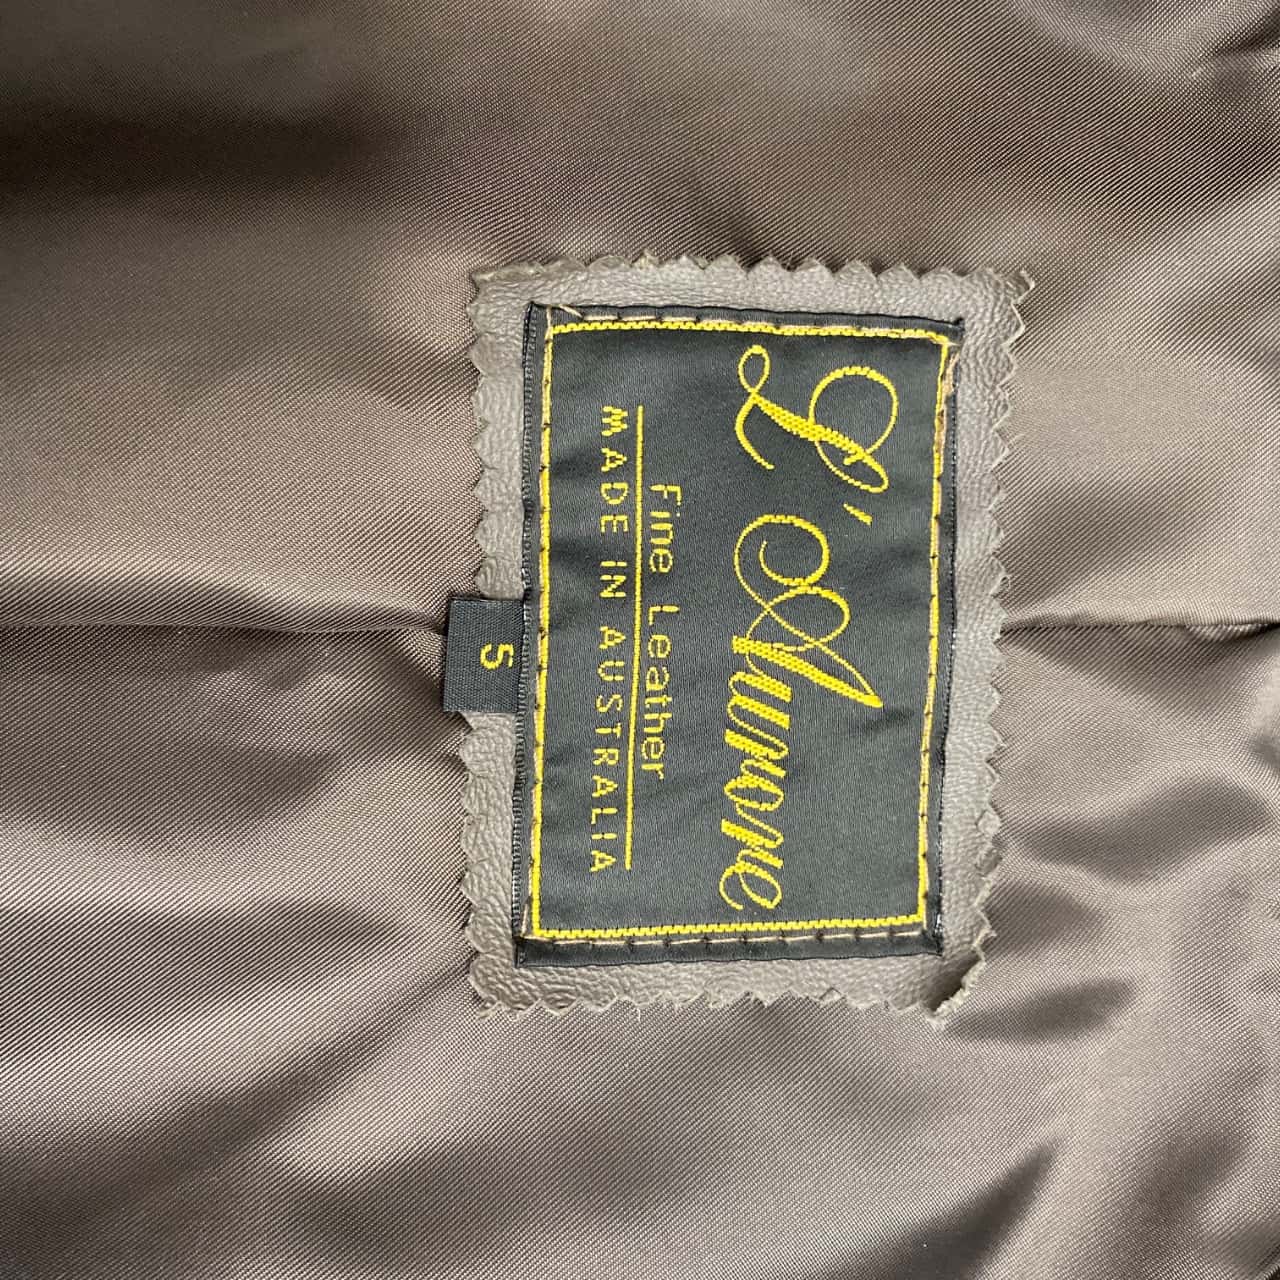 L'Aurore
Fine Leather
MADE IN AUSTRALIA
S